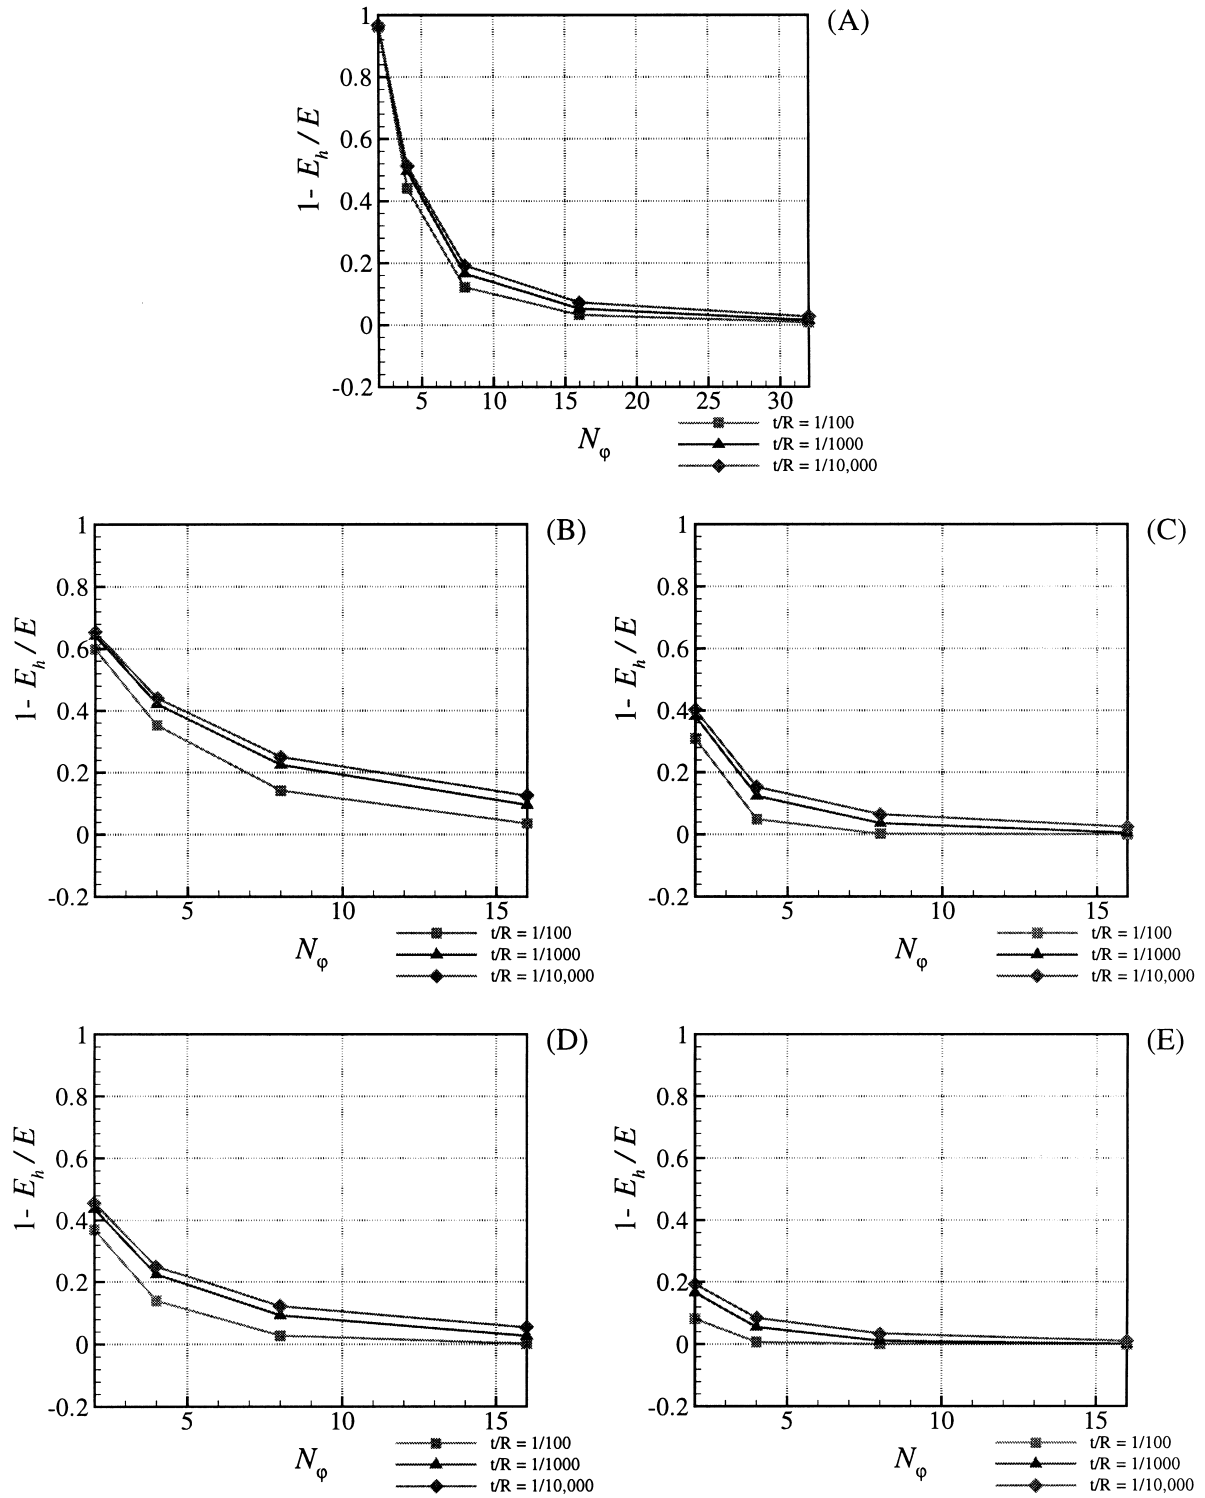 (A)
1
0.8
0.6
0.4
0.2
0
-0.2
1- E_h / E
5 10 15 20 25 30
N_φ
t/R = 1/100
t/R = 1/1000
t/R = 1/10,000
(B)
1
0.8
0.6
0.4
0.2
0
-0.2
1- E_h / E
5 10 15
N_φ
t/R = 1/100
t/R = 1/1000
t/R = 1/10,000
(C)
1
0.8
0.6
0.4
0.2
0
-0.2
1- E_h / E
5 10 15
N_φ
t/R = 1/100
t/R = 1/1000
t/R = 1/10,000
(D)
1
0.8
0.6
0.4
0.2
0
-0.2
1- E_h / E
5 10 15
N_φ
t/R = 1/100
t/R = 1/1000
t/R = 1/10,000
(E)
1
0.8
0.6
0.4
0.2
0
-0.2
1- E_h / E
5 10 15
N_φ
t/R = 1/100
t/R = 1/1000
t/R = 1/10,000